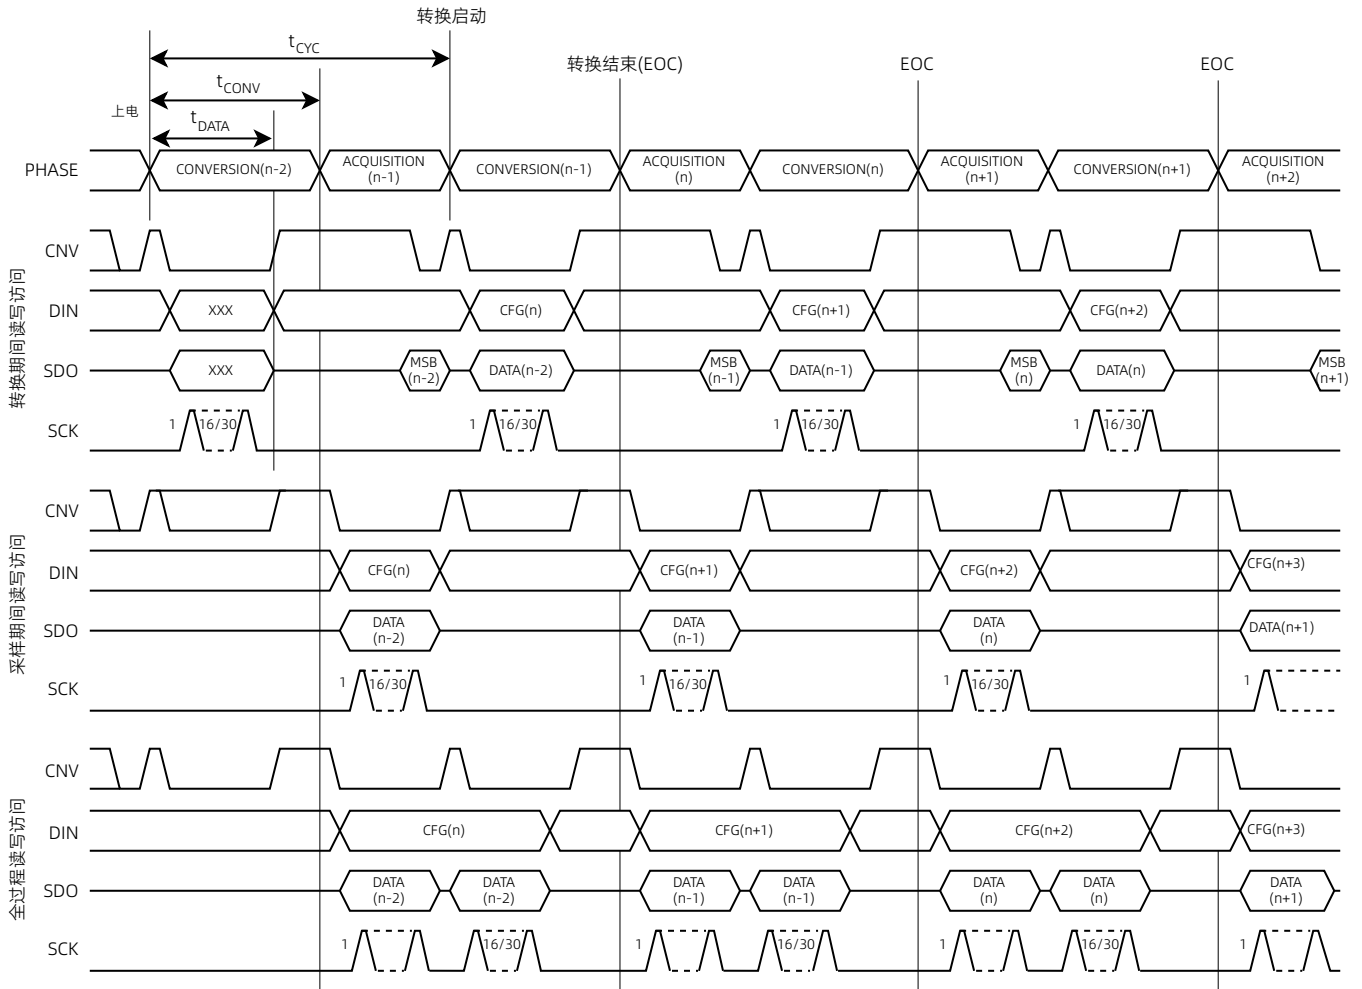 转换启动
tCYC
转换结束(EOC)
EOC
EOC
tCONV
上电
tDATA
PHASE
CONVERSION(n-2)
ACQUISITION
(n-1)
CONVERSION(n-1)
ACQUISITION
(n)
CONVERSION(n)
ACQUISITION
(n+1)
CONVERSION(n+1)
ACQUISITION
(n+2)
转换期间读写访问
CNV
DIN
XXX
CFG(n)
CFG(n+1)
CFG(n+2)
SDO
XXX
MSB
(n-2)
DATA(n-2)
MSB
(n-1)
DATA(n-1)
MSB
(n)
DATA(n)
MSB
(n+1)
SCK
1
16/30
1
16/30
1
16/30
1
16/30
采样期间读写访问
CNV
DIN
CFG(n)
CFG(n+1)
CFG(n+2)
CFG(n+3)
SDO
DATA
(n-2)
DATA
(n-1)
DATA
(n)
DATA(n+1)
SCK
1
16/30
1
16/30
1
16/30
1
全过程读写访问
CNV
DIN
CFG(n)
CFG(n+1)
CFG(n+2)
CFG(n+3)
SDO
DATA
(n-2)
DATA
(n-2)
DATA
(n-1)
DATA
(n-1)
DATA
(n)
DATA
(n)
DATA
(n+1)
SCK
1
16/30
1
16/30
1
16/30
1